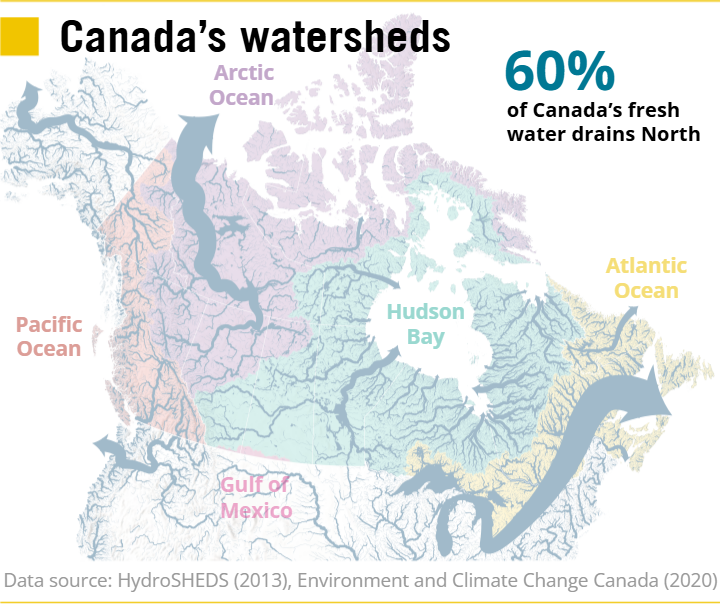 Canada's watersheds
60%
of Canada's fresh
water drains North
Arctic
Ocean
Atlantic
Ocean
Pacific
Ocean
Hudson
Bay
Gulf of
Mexico
Data source: HydroSHEDS (2013), Environment and Climate Change Canada (2020)